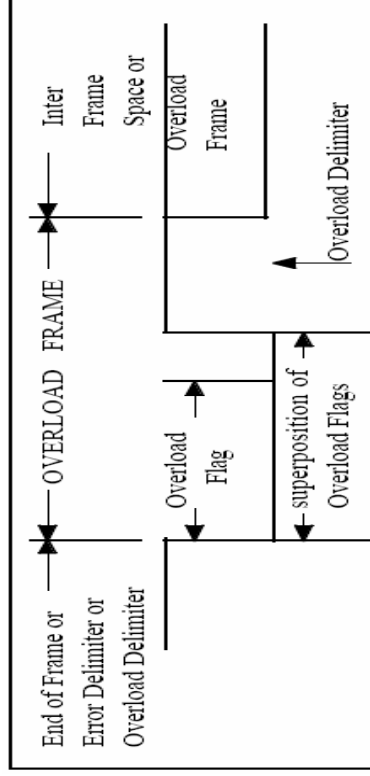 End of Frame or
Error Delimiter or
Overload Delimiter
OVERLOAD FRAME
Inter
Frame
Space or
Overload
Frame
Overload
Flag
superposition of
Overload Flags
Overload Delimiter